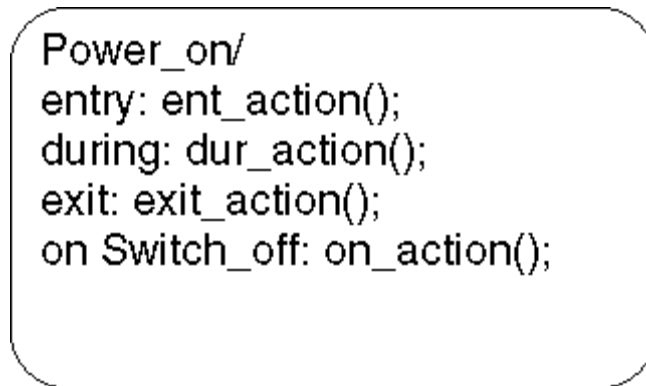 Power_on/
entry: ent_action();
during: dur_action();
exit: exit_action();
on Switch_off: on_action();